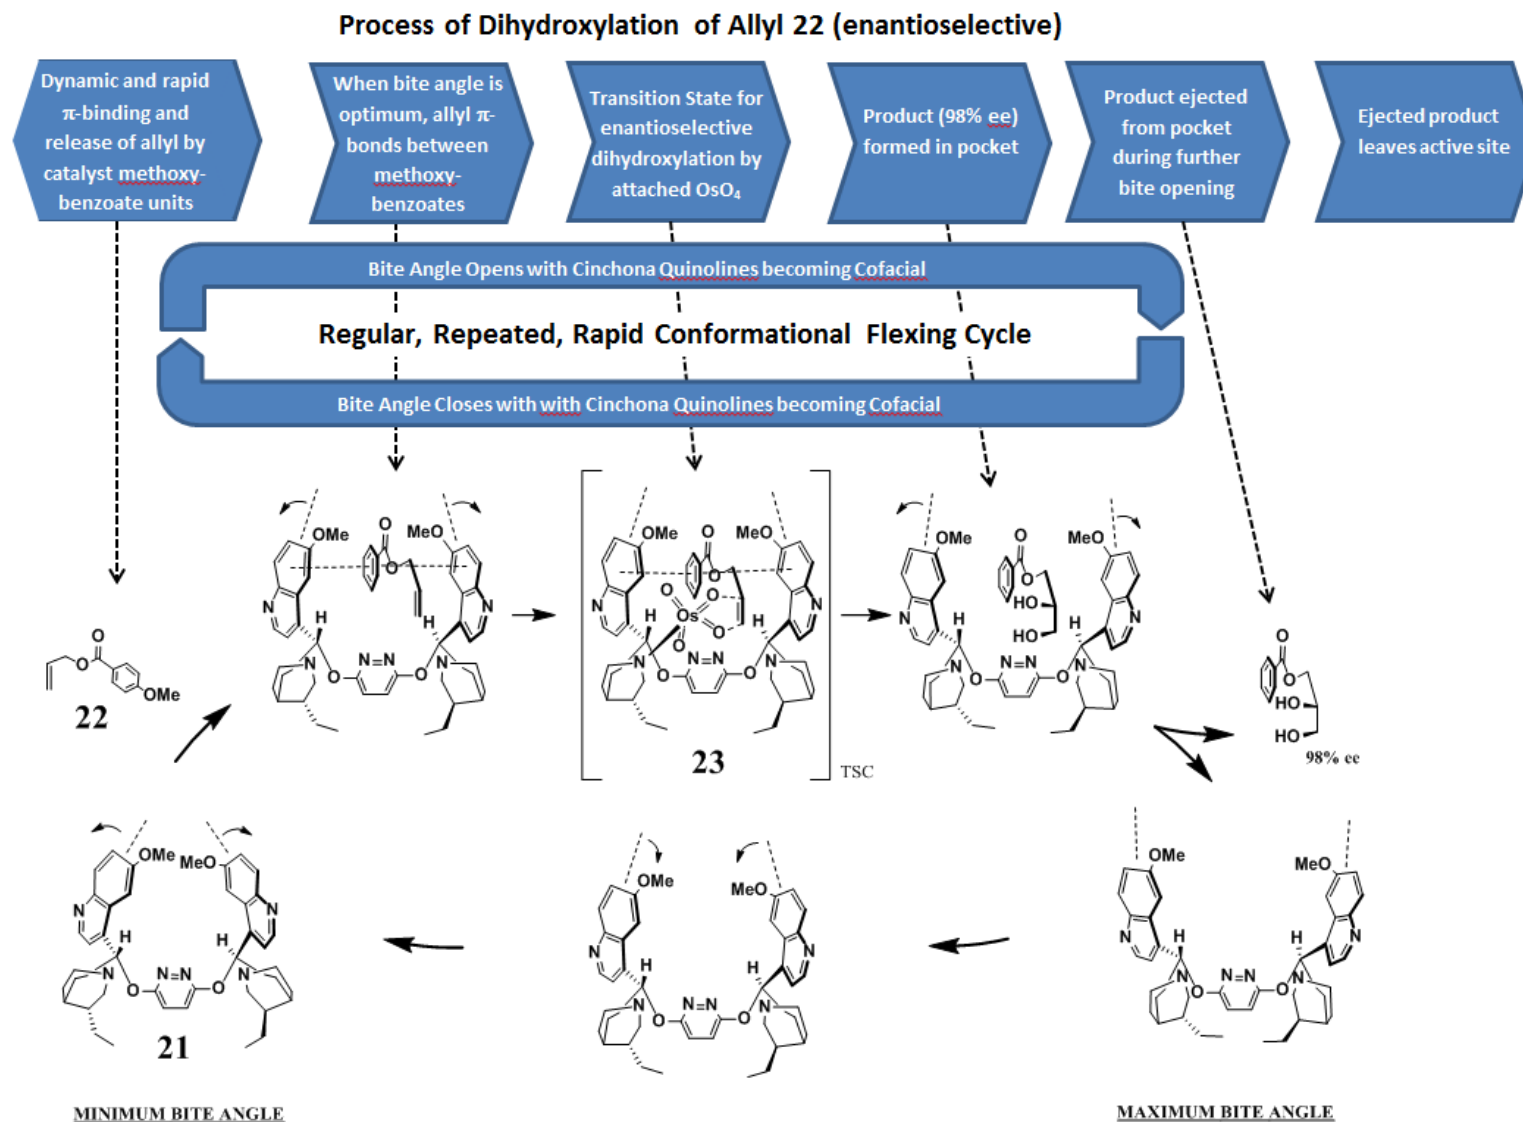 Process of Dihydroxylation of Allyl 22 (enantioselective)
Dynamic and rapid
π-binding and
release of allyl by
catalyst methoxy-
benzoate units
When bite angle is
optimum, allyl π-
bonds between
methoxy-
benzoates
Transition State for
enantioselective
dihydroxylation by
attached OsO₄
Product (98% ee)
formed in pocket
Product ejected
from pocket
during further
bite opening
Ejected product
leaves active site
Bite Angle Opens with Cinchona Quinolines becoming Cofacial
Regular, Repeated, Rapid Conformational Flexing Cycle
Bite Angle Closes with with Cinchona Quinolines becoming Cofacial
O
O
OMe
22
OMe
MeO
O
O
N
N
H
H
N
N=N
N
O
O
OMe
MeO
O
O
N
N
H
H
O
Os
O
O
O
N
N=N
N
O
O
23
TSC
OMe
MeO
O
O
HO
HO
N
N
H
H
N
N=N
N
O
O
O
O
HO
HO
98% ee
OMe
MeO
N
N
H
H
N
N=N
N
O
O
21
MINIMUM BITE ANGLE
OMe
MeO
N
N
H
H
N
N=N
N
O
O
OMe
MeO
N
N
H
H
N
N=N
N
O
O
MAXIMUM BITE ANGLE